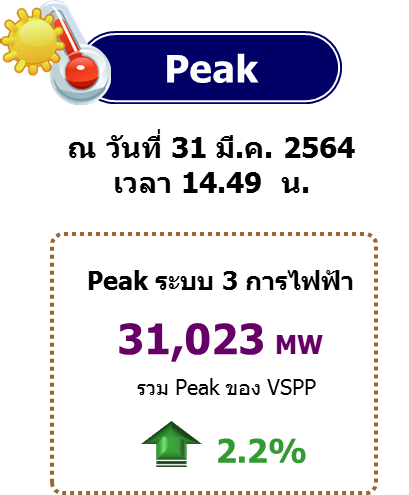 Peak
ณ วันที่ 31 มี.ค. 2564
เวลา 14.49 น.
Peak ระบบ 3 การไฟฟ้า
31,023 MW
รวม Peak ของ VSPP
2.2%